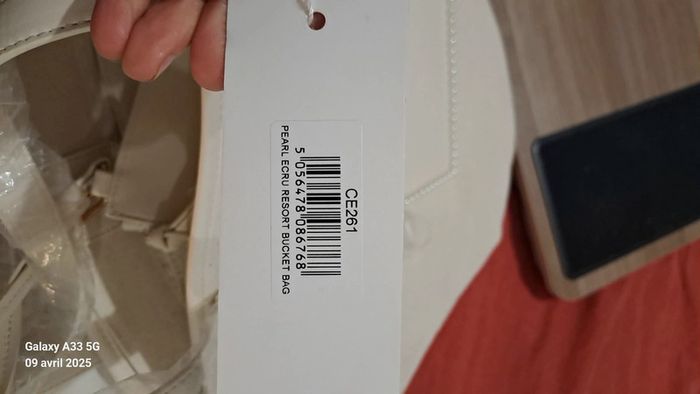 CE261
5 056478 086768
PEARL ECRU RESORT BUCKET BAG
Galaxy A33 5G
09 avril 2025